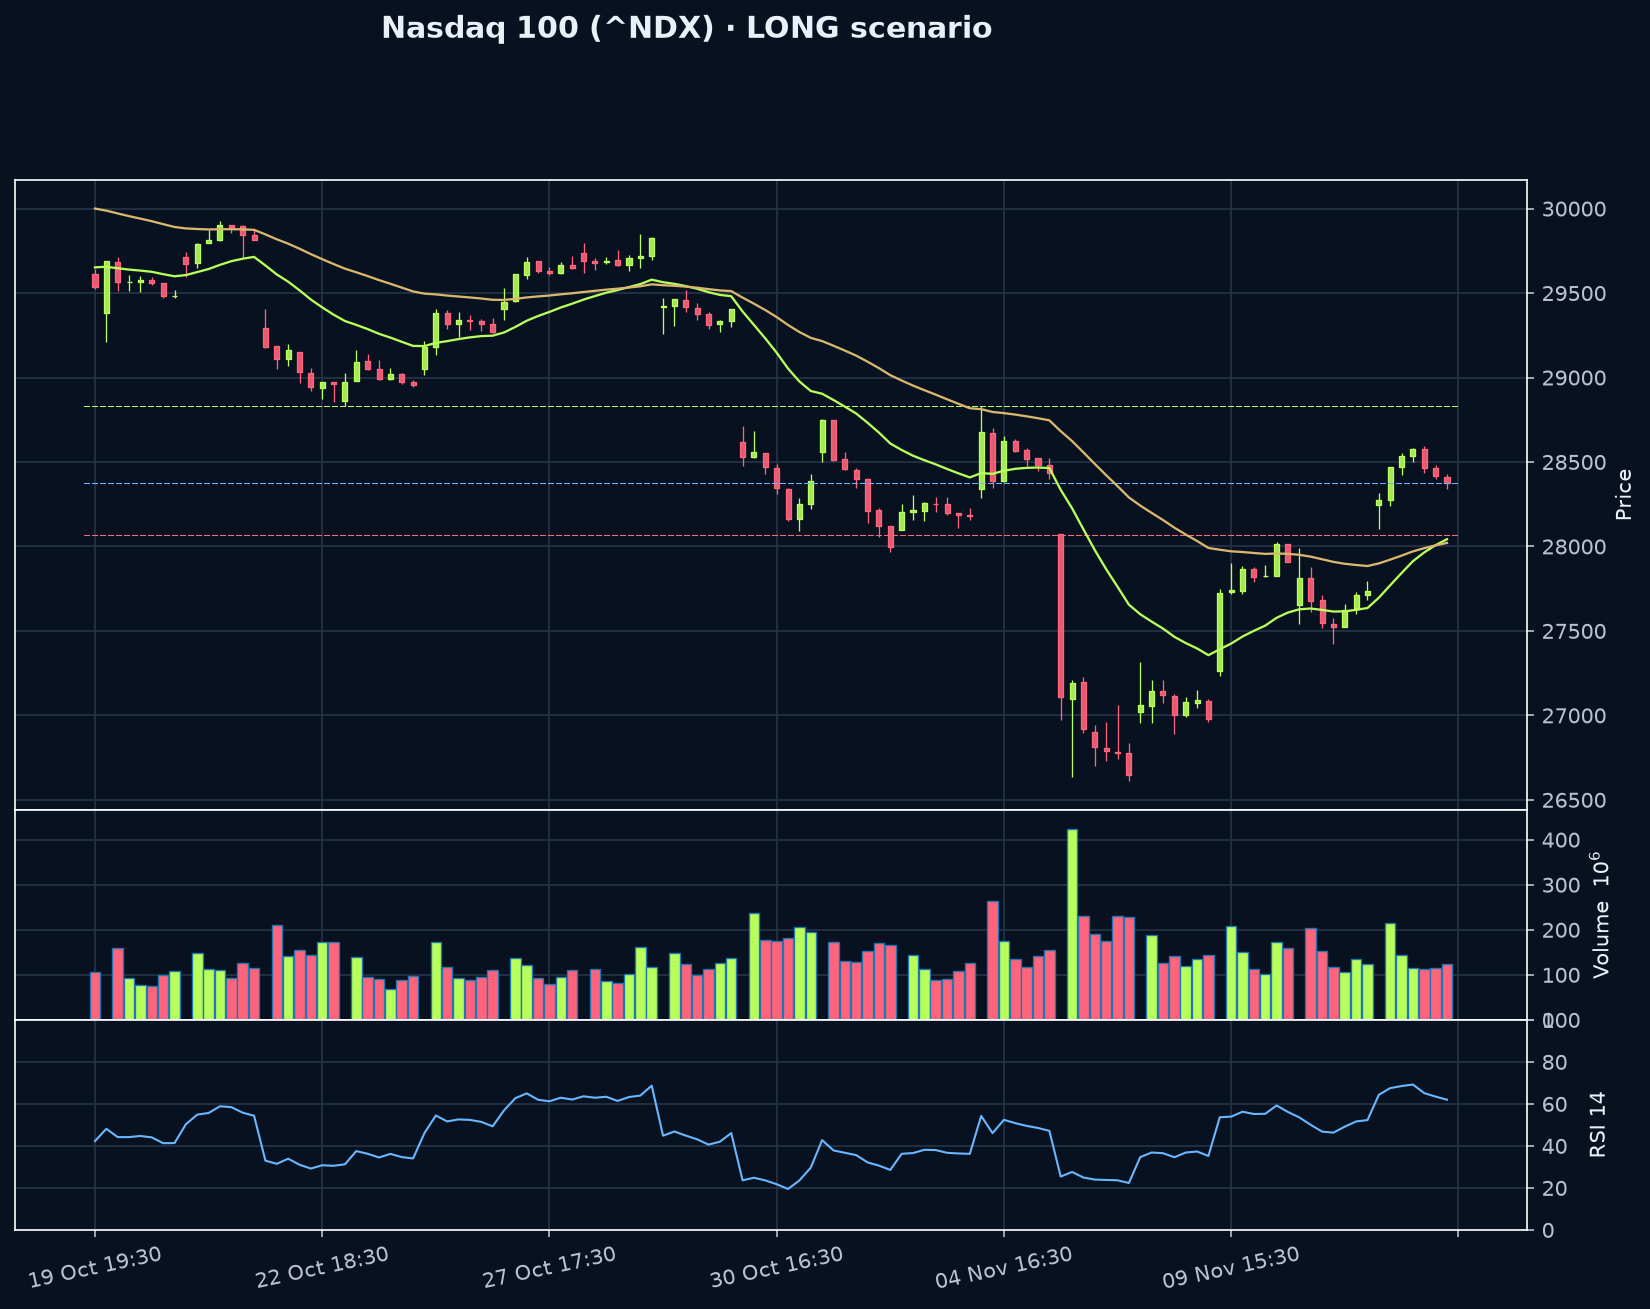 Nasdaq 100 (^NDX) · LONG scenario
30000
29500
29000
28500
28000
27500
27000
26500
Price
400
300
200
100
0
Volume 10⁶
100
80
60
40
20
0
RSI 14
19 Oct 19:30
22 Oct 18:30
27 Oct 17:30
30 Oct 16:30
04 Nov 16:30
09 Nov 15:30